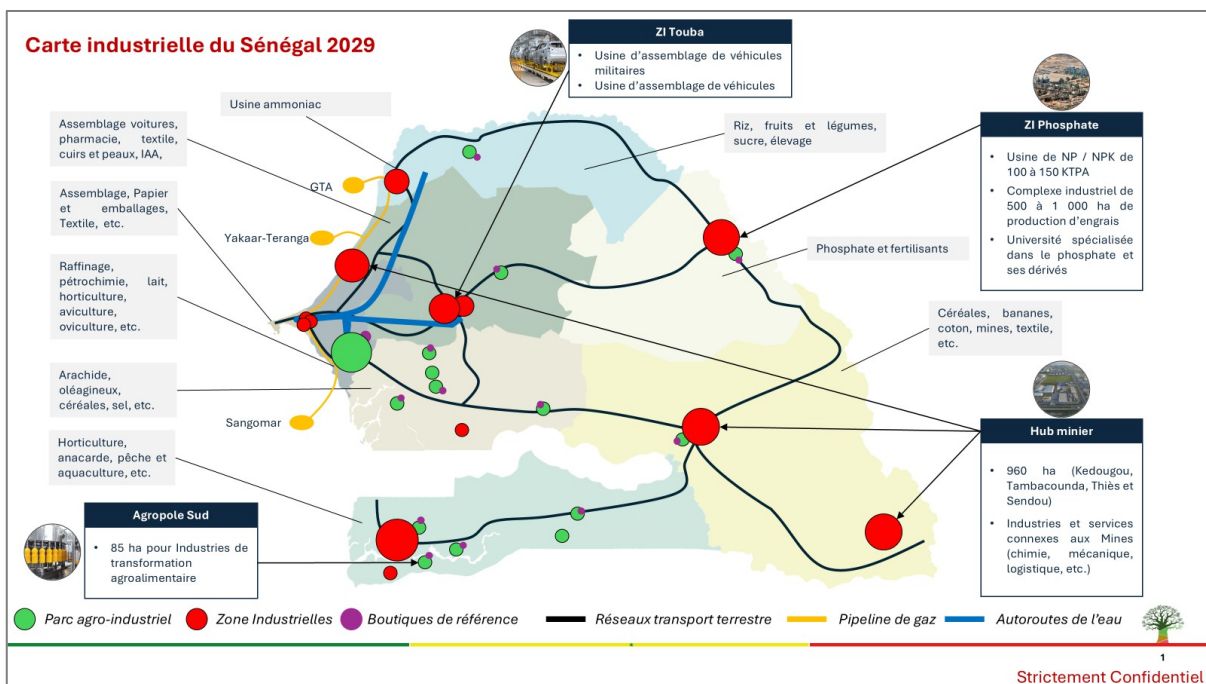 Carte industrielle du Sénégal 2029
ZI Touba
• Usine d'assemblage de véhicules
militaires
• Usine d'assemblage de véhicules
Usine ammoniac
Assemblage voitures,
pharmacie, textile,
cuirs et peaux, IAA,
GTA
Assemblage, Papier
et emballages,
Textile, etc.
Yakaar-Teranga
Raffinage,
pétrochimie, lait,
horticulture,
aviculture,
oviculture, etc.
Arachide,
oléagineux,
céréales, sel, etc.
Sangomar
Horticulture,
anacarde, pêche et
aquaculture, etc.
Agropole Sud
• 85 ha pour Industries de
transformation
agroalimentaire
Riz, fruits et légumes,
sucre, élevage
Phosphate et fertilisants
ZI Phosphate
• Usine de NP / NPK de
100 à 150 KTPA
• Complexe industriel de
500 à 1 000 ha de
production d'engrais
• Université spécialisée
dans le phosphate et
ses dérivés
Céréales, bananes,
coton, mines, textile,
etc.
Hub minier
• 960 ha (Kedougou,
Tambacounda, Thiès et
Sendou)
• Industries et services
connexes aux Mines
(chimie, mécanique,
logistique, etc.)
Parc agro-industriel
Zone Industrielles
Boutiques de référence
Réseaux transport terrestre
Pipeline de gaz
Autoroutes de l'eau
1
Strictement Confidentiel